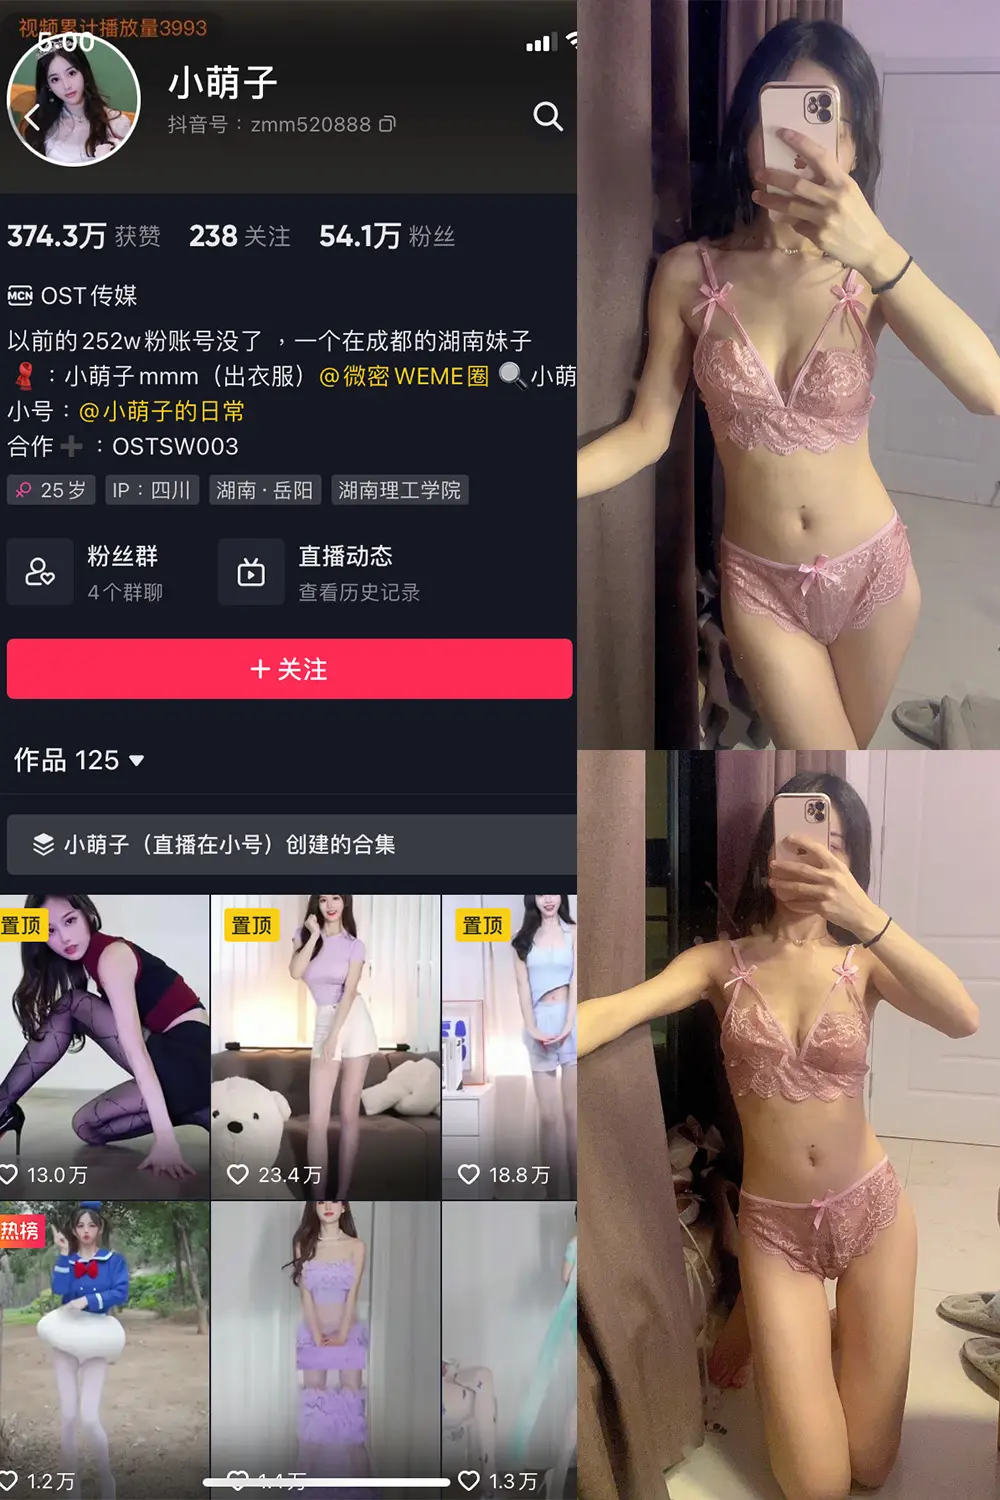 视频累计播放量3993
5:00
小萌子
抖音号：zmm520888
374.3万 获赞 238 关注 54.1万 粉丝
MCN OST传媒
以前的252w粉账号没了，一个在成都的湖南妹子
：小萌子mmm（出衣服）@微密WEME圈 🔍小萌
小号：@小萌子的日常
合作➕：OSTSW003
25岁 IP：四川 湖南·岳阳 湖南理工学院
粉丝群 直播动态
4个群聊 查看历史记录
＋关注
作品 125
小萌子（直播在小号）创建的合集
置顶 置顶 置顶
13.0万 23.4万 18.8万
热榜
1.2万 1.4万 1.3万